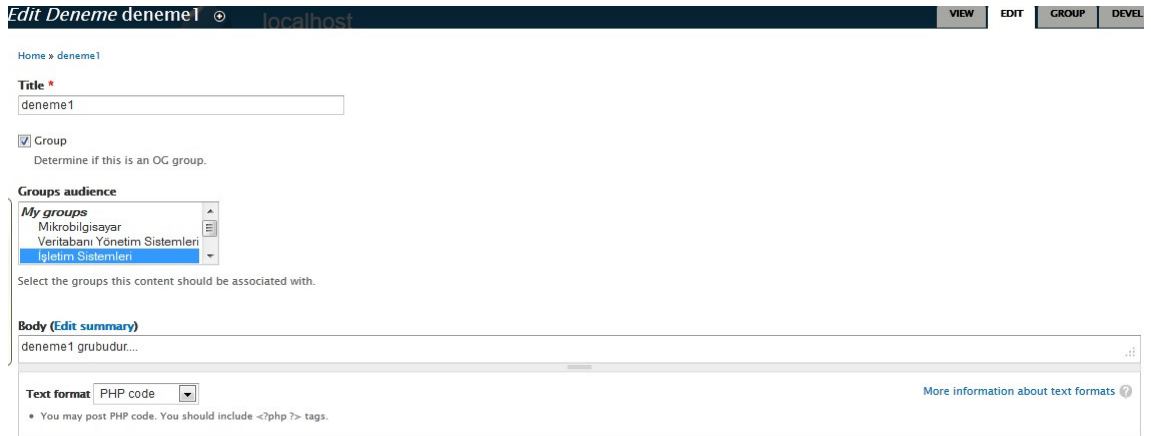 Edit Deneme deneme1
localhost
VIEW EDIT GROUP DEVEL
Home » deneme1
Title *
deneme1
Group
Determine if this is an OG group.
Groups audience
My groups
Mikrobilgisayar
Veritabanı Yönetim Sistemleri
İşletim Sistemleri
Select the groups this content should be associated with.
Body (Edit summary)
deneme1 grubudur....
Text format PHP code
More information about text formats ?
• You may post PHP code. You should include <?php ?> tags.